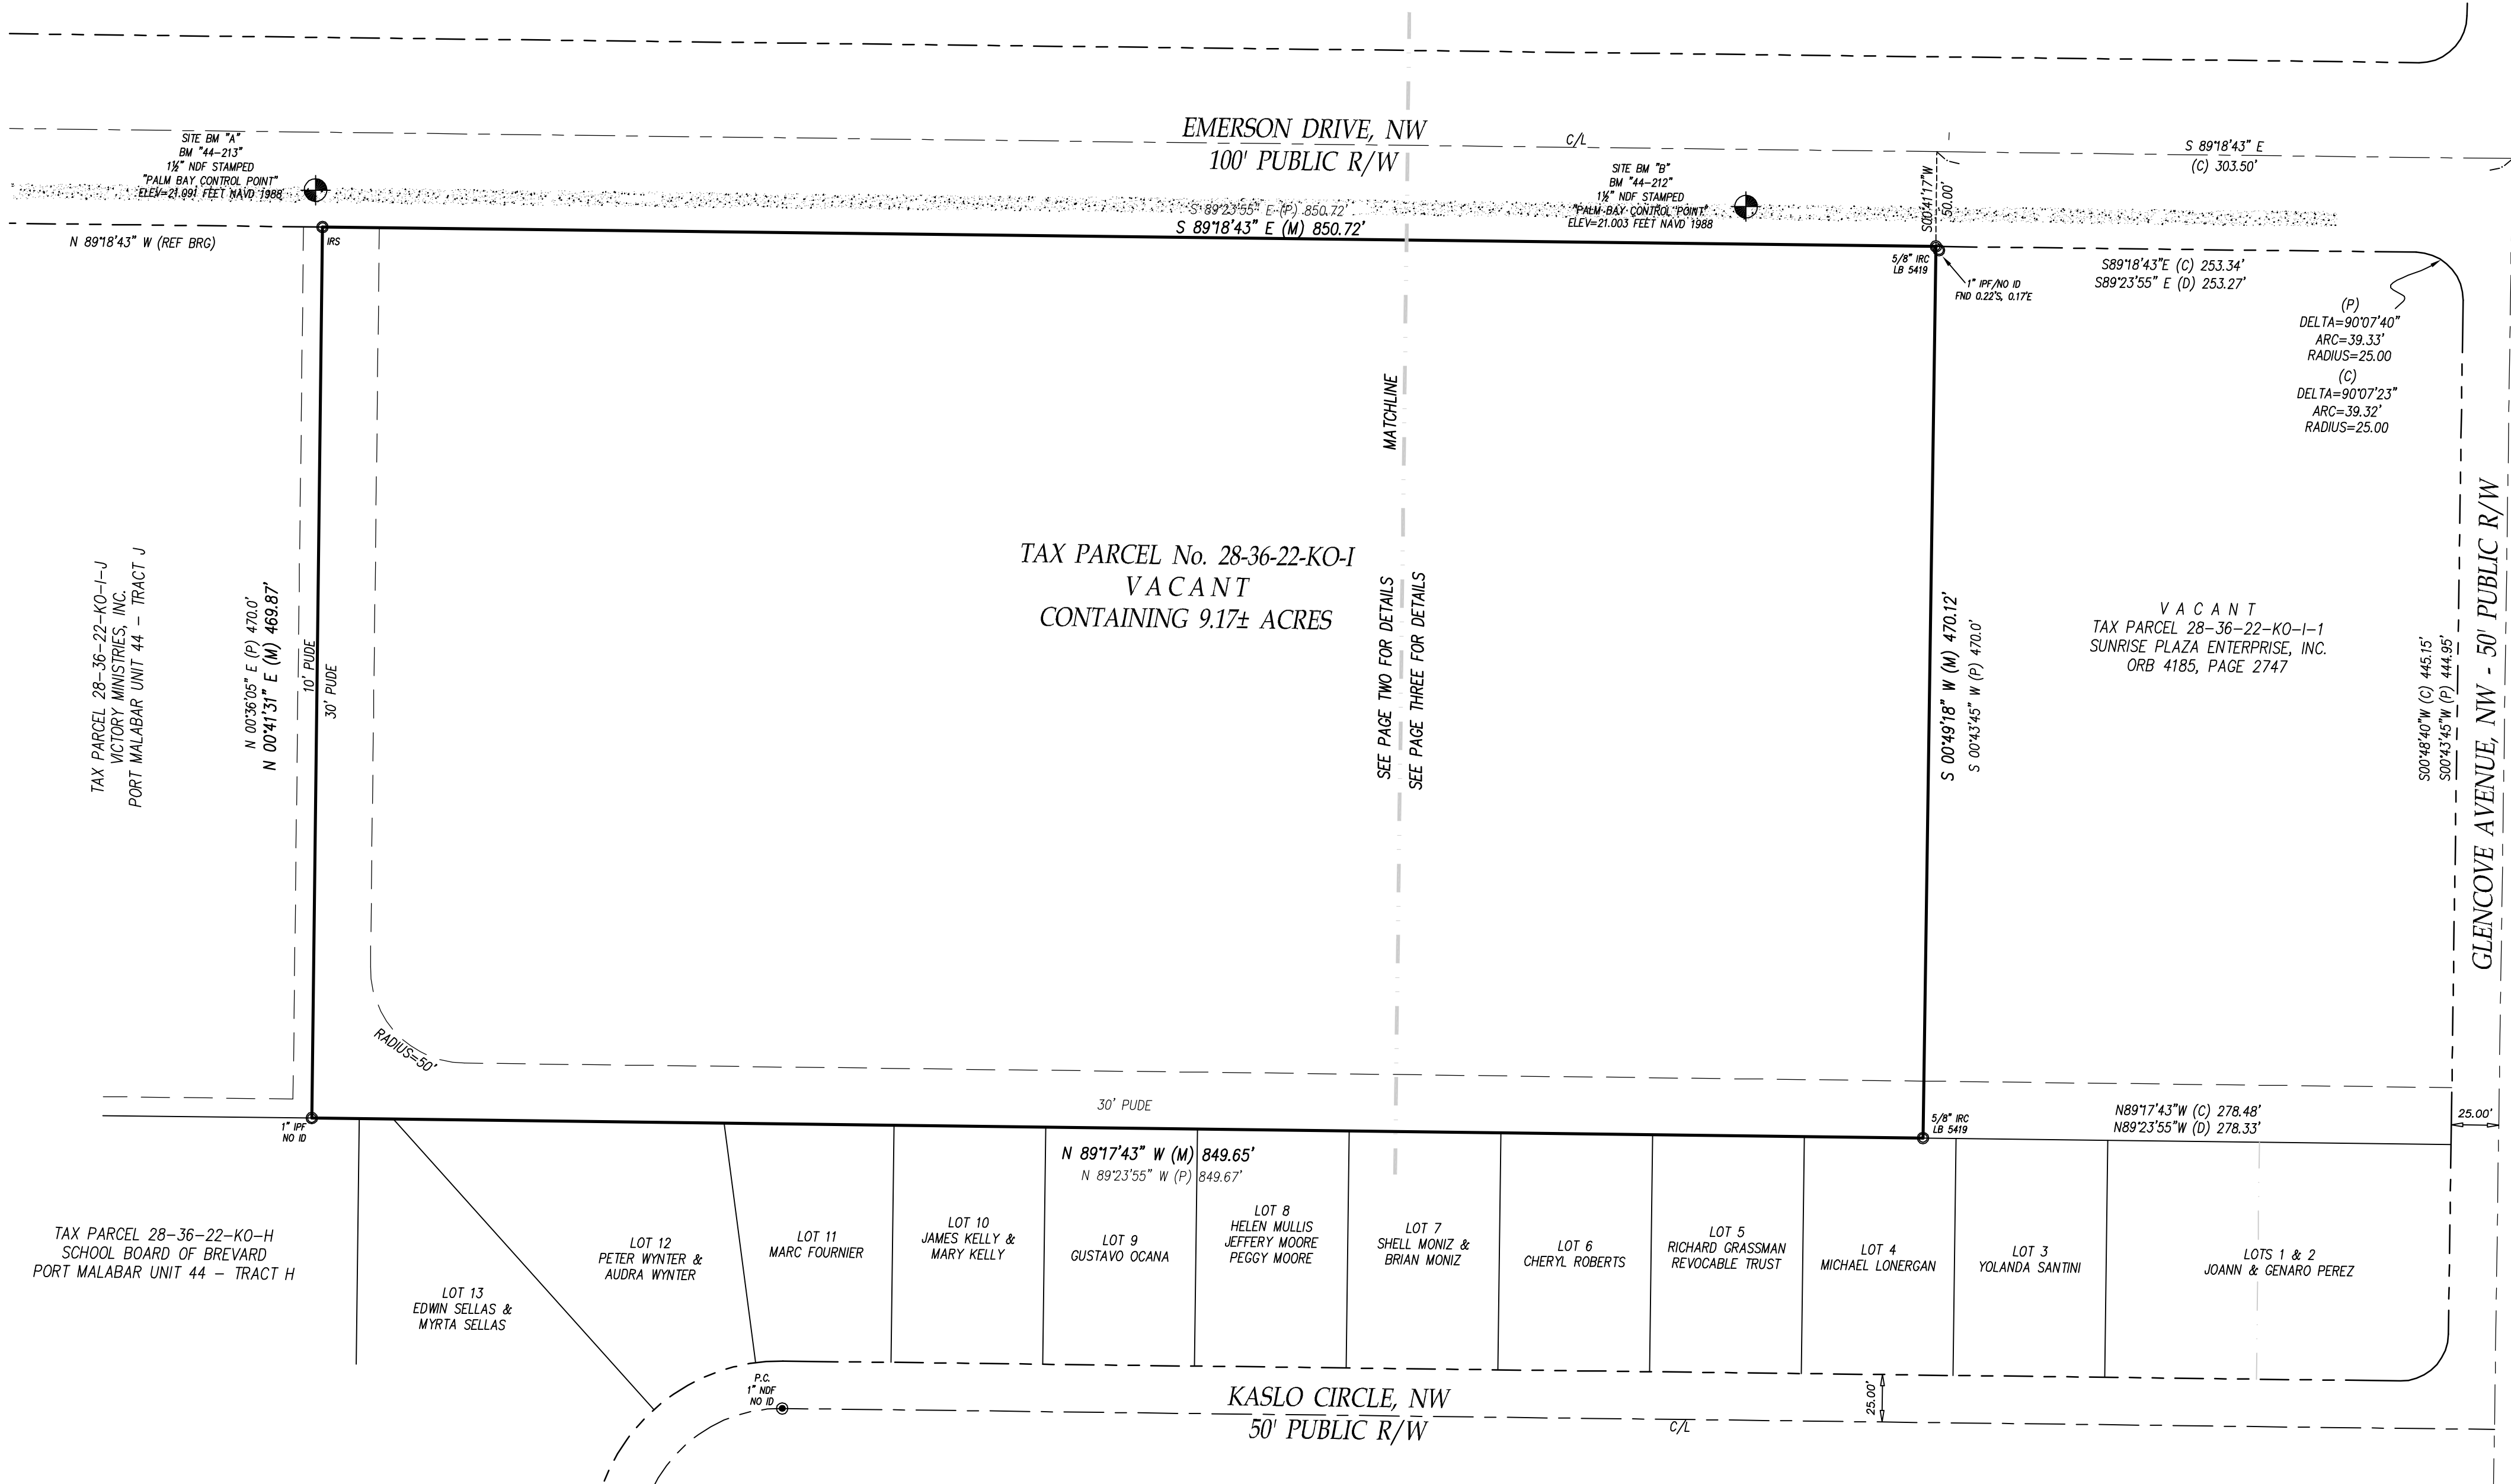 EMERSON DRIVE, NW
100' PUBLIC R/W
C/L
SITE BM "A"
BM "44-213"
1½" NDF STAMPED
"PALM BAY CONTROL POINT"
ELEV=21.091 FEET NAVD 1988
SITE BM "B"
BM "44-212"
1½" NDF STAMPED
"PALM BAY CONTROL POINT"
ELEV=21.003 FEET NAVD 1988
S 89°18'43" E
(C) 303.50'
S00°41'17"W
50.00'
N 89°18'43" W (REF BRG)
IRS
S 89°23'55" E (P) 850.72'
S 89°18'43" E (M) 850.72'
5/8" IRC
LB 5419
1" IPF/NO ID
FND 0.22'S, 0.17'E
S89°18'43"E (C) 253.34'
S89°23'55" E (D) 253.27'
(P)
DELTA=90°07'40"
ARC=39.33'
RADIUS=25.00
(C)
DELTA=90°07'23"
ARC=39.32'
RADIUS=25.00
MATCHLINE
SEE PAGE TWO FOR DETAILS
SEE PAGE THREE FOR DETAILS
TAX PARCEL No. 28-36-22-KO-I
VACANT
CONTAINING 9.17± ACRES
TAX PARCEL 28-36-22-KO-I-J
VICTORY MINISTRIES, INC.
PORT MALABAR UNIT 44 - TRACT J
N 00°36'05" E (P) 470.0'
N 00°41'31" E (M) 469.87'
10' PUDE
30' PUDE
S 00°49'18" W (M) 470.12'
S 00°43'45" W (P) 470.0'
V A C A N T
TAX PARCEL 28-36-22-KO-I-1
SUNRISE PLAZA ENTERPRISE, INC.
ORB 4185, PAGE 2747
S00°48'40"W (C) 445.15'
S00°43'45"W (P) 444.95'
GLENCOVE AVENUE, NW - 50' PUBLIC R/W
RADIUS=50'
30' PUDE
1" IPF
NO ID
5/8" IRC
LB 5419
N89°17'43"W (C) 278.48'
N89°23'55"W (D) 278.33'
25.00'
N 89°17'43" W (M) 849.65'
N 89°23'55" W (P) 849.67'
TAX PARCEL 28-36-22-KO-H
SCHOOL BOARD OF BREVARD
PORT MALABAR UNIT 44 - TRACT H
LOT 13
EDWIN SELLAS &
MYRTA SELLAS
LOT 12
PETER WYNTER &
AUDRA WYNTER
LOT 11
MARC FOURNIER
LOT 10
JAMES KELLY &
MARY KELLY
LOT 9
GUSTAVO OCANA
LOT 8
HELEN MULLIS
JEFFERY MOORE
PEGGY MOORE
LOT 7
SHELL MONIZ &
BRIAN MONIZ
LOT 6
CHERYL ROBERTS
LOT 5
RICHARD GRASSMAN
REVOCABLE TRUST
LOT 4
MICHAEL LONERGAN
LOT 3
YOLANDA SANTINI
LOTS 1 & 2
JOANN & GENARO PEREZ
P.C.
1" NDF
NO ID
KASLO CIRCLE, NW
50' PUBLIC R/W
C/L
25.00'